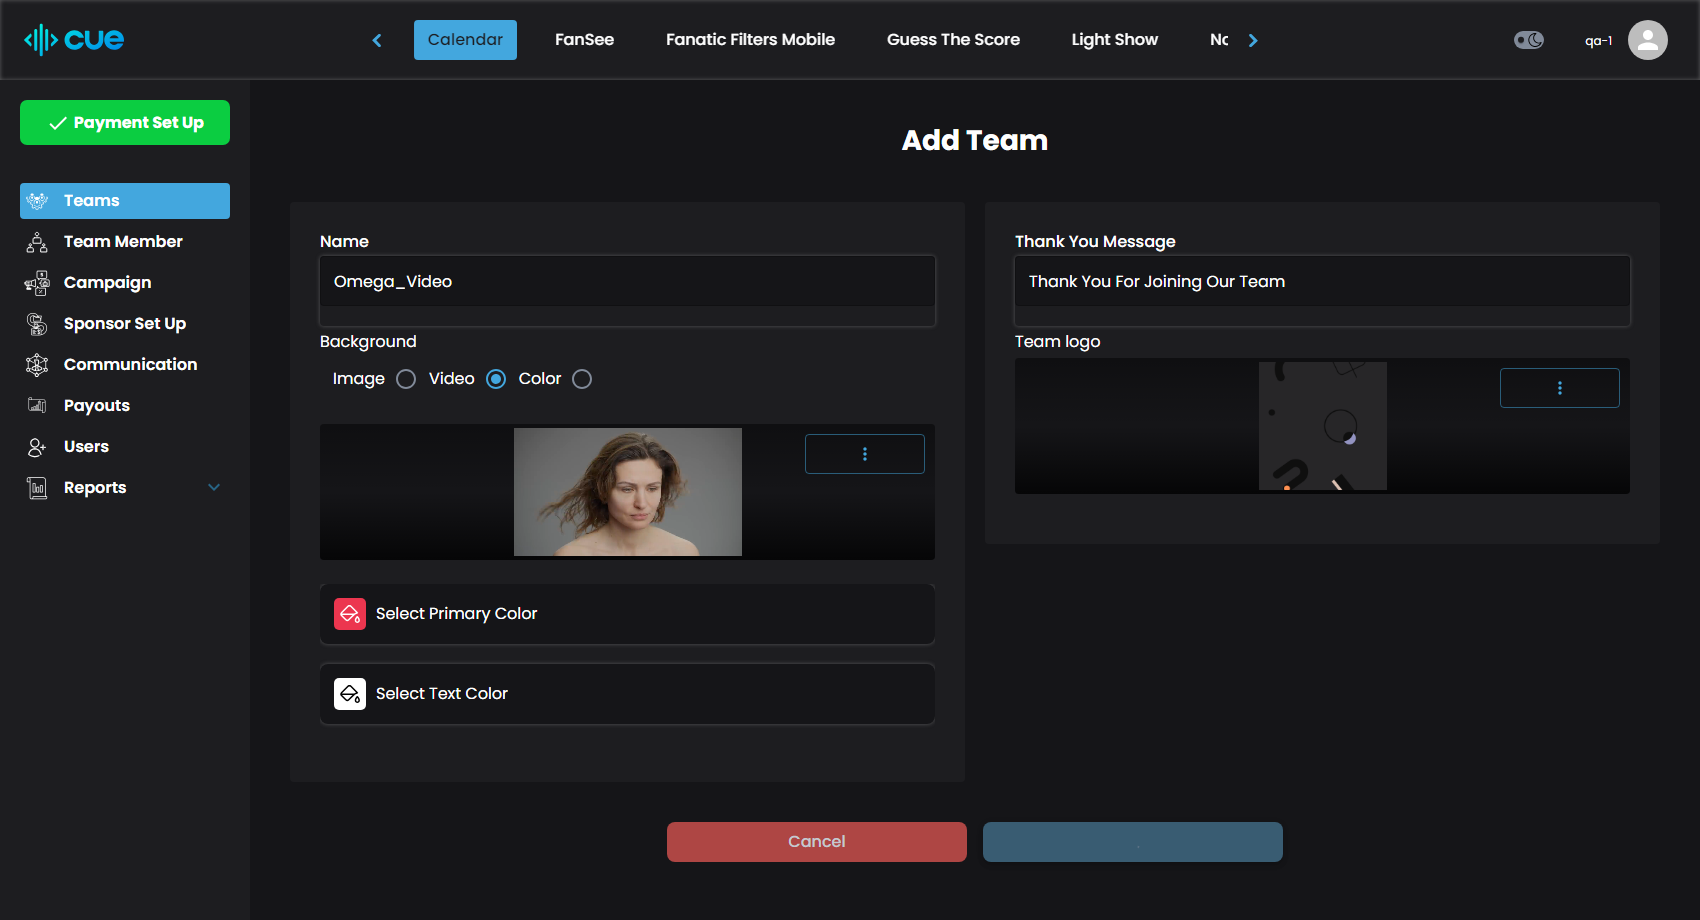 cue
Calendar
FanSee
Fanatic Filters Mobile
Guess The Score
Light Show
qa-1
Payment Set Up
Teams
Team Member
Campaign
Sponsor Set Up
Communication
Payouts
Users
Reports
Add Team
Name
Omega_Video
Background
Image
Video
Color
Select Primary Color
Select Text Color
Thank You Message
Thank You For Joining Our Team
Team logo
Cancel